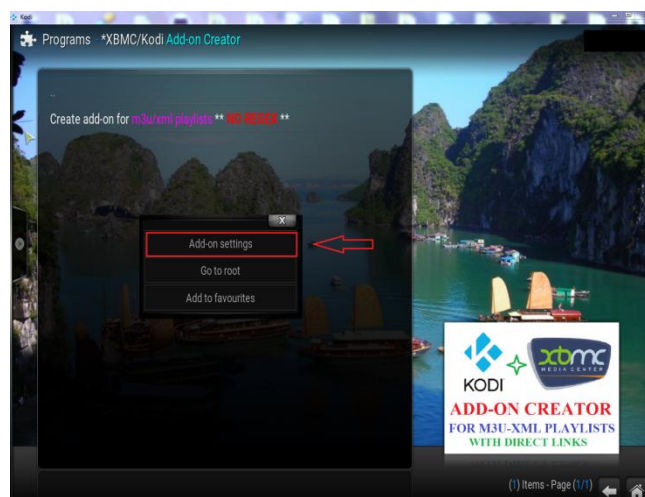 Kodi
Programs - *XBMC/Kodi Add-on Creator
..
Create add-on for m3u/xml playlists ** NO REGEX **
X
Add-on settings
Go to root
Add to favourites
KODI
xbmc
MEDIA CENTER
ADD-ON CREATOR
FOR M3U-XML PLAYLISTS
WITH DIRECT LINKS
(1) Items - Page (1/1)